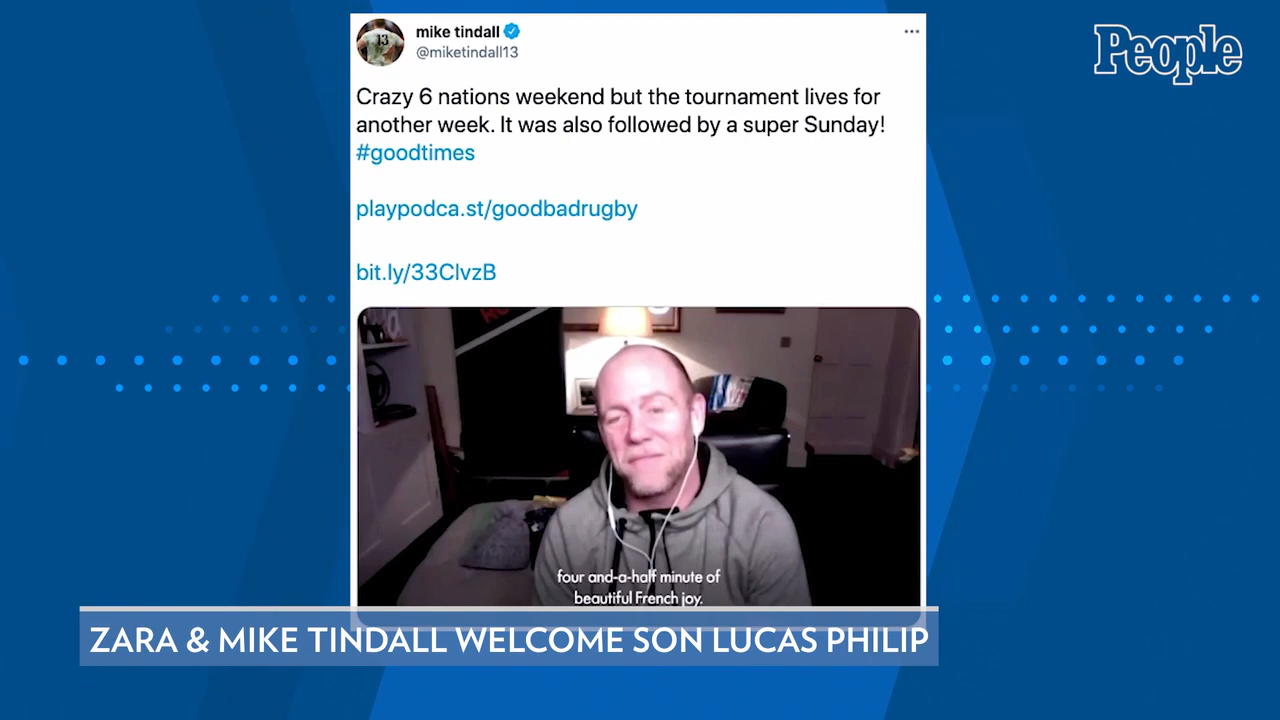 mike tindall
@miketindall13
People
Crazy 6 nations weekend but the tournament lives for
another week. It was also followed by a super Sunday!
#goodtimes
playpodca.st/goodbadrugby
bit.ly/33ClvzB
four and-a-half minute of
beautiful French joy.
ZARA & MIKE TINDALL WELCOME SON LUCAS PHILIP